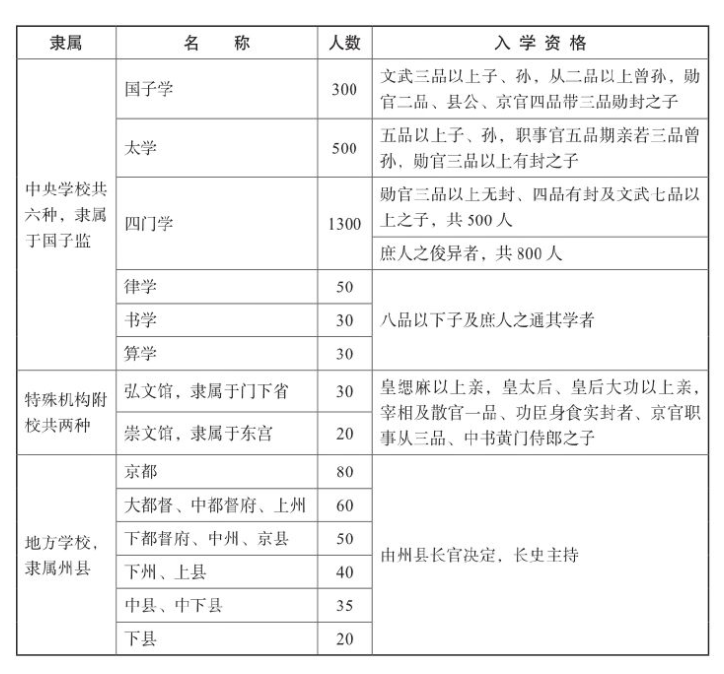 隶属 名 称 人数 入 学 资 格
中央学校共
六种，隶属
于国子监
国子学 300
文武三品以上子、孙，从二品以上曾孙，勋
官二品、县公、京官四品带三品勋封之子
太学 500
五品以上子、孙，职事官五品期亲若三品曾
孙，勋官三品以上有封之子
四门学 1300
勋官三品以上无封、四品有封及文武七品以
上之子，共 500 人
庶人之俊异者，共 800 人
律学 50
书学 30
算学 30
八品以下子及庶人之通其学者
特殊机构附
校共两种
弘文馆，隶属于门下省 30
崇文馆，隶属于东宫 20
皇缌麻以上亲，皇太后、皇后大功以上亲，
宰相及散官一品、功臣身食实封者、京官职
事从三品、中书黄门侍郎之子
地方学校，
隶属州县
京都 80
大都督、中都督府、上州 60
下都督府、中州、京县 50
下州、上县 40
中县、中下县 35
下县 20
由州县长官决定，长史主持